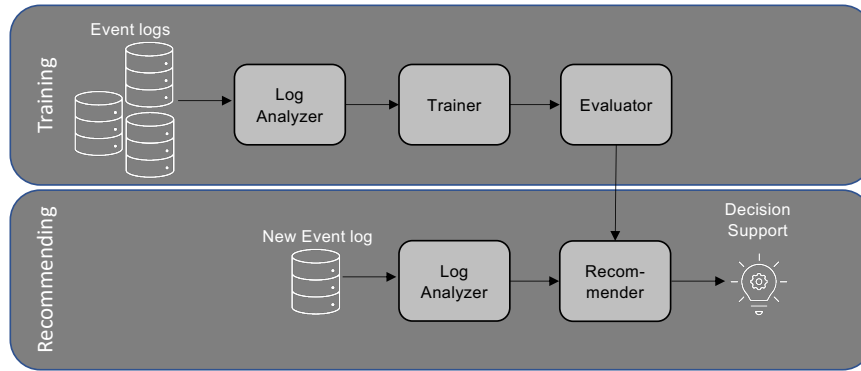 Training
Event logs
Log
Analyzer
Trainer
Evaluator
Recommending
New Event log
Log
Analyzer
Recom-
mender
Decision
Support